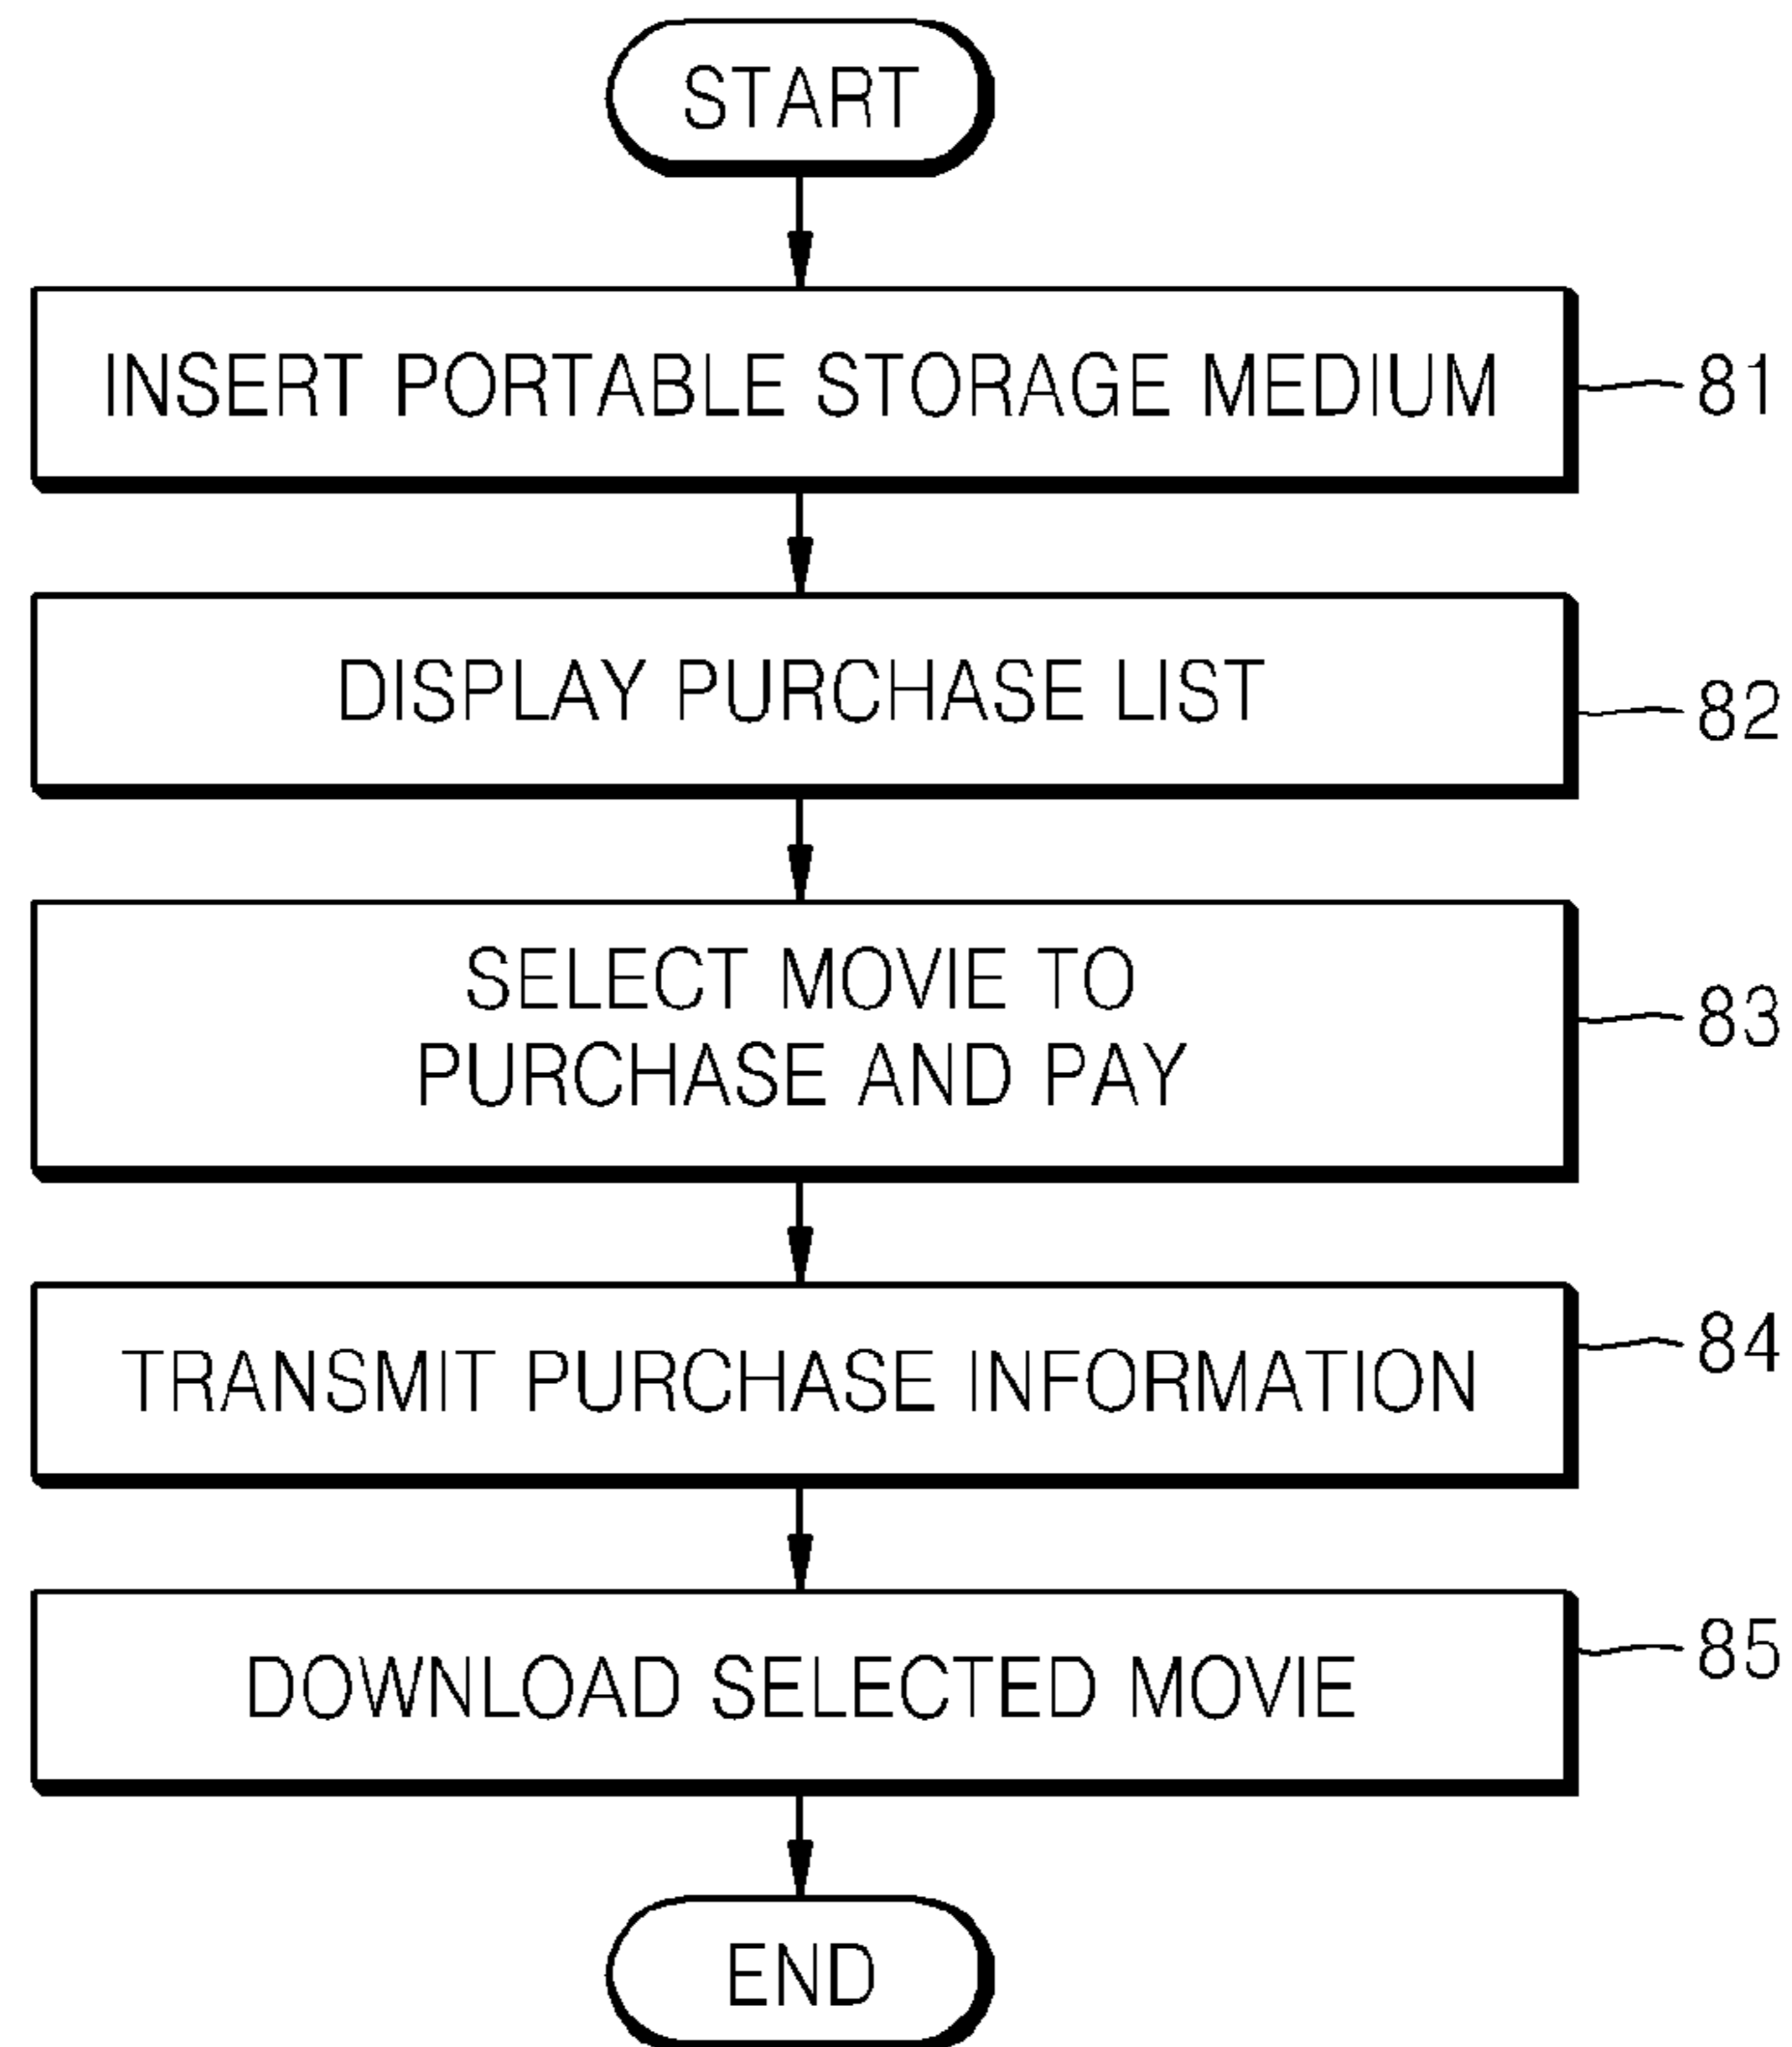 START
INSERT PORTABLE STORAGE MEDIUM
81
DISPLAY PURCHASE LIST
82
SELECT MOVIE TO
PURCHASE AND PAY
83
TRANSMIT PURCHASE INFORMATION
84
DOWNLOAD SELECTED MOVIE
85
END